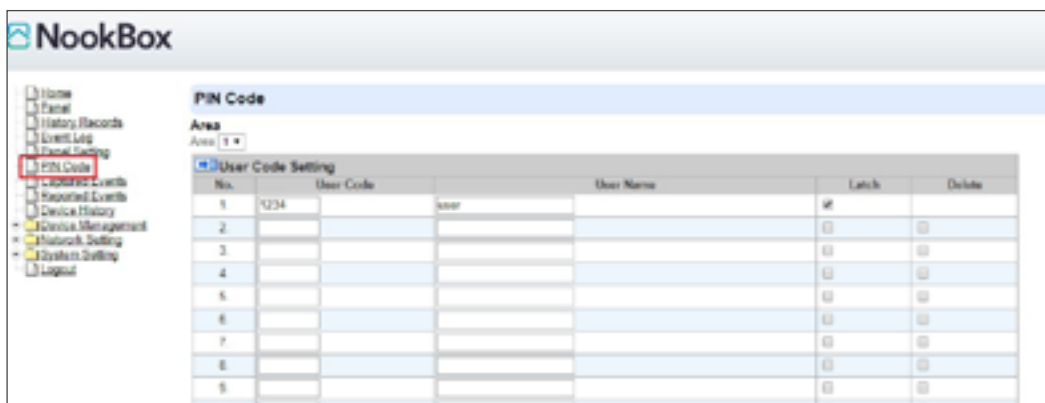 NookBox
Home
Panel
History Records
Event Log
Panel Setting
PIN Code
Captured Events
Reported Events
Device History
Device Management
Network Setting
System Setting
Logout
PIN Code
Area
Area 1
User Code Setting
No. User Code User Name Latch Delete
1 1234 user
2.
3.
4
5.
6.
7.
8.
9.